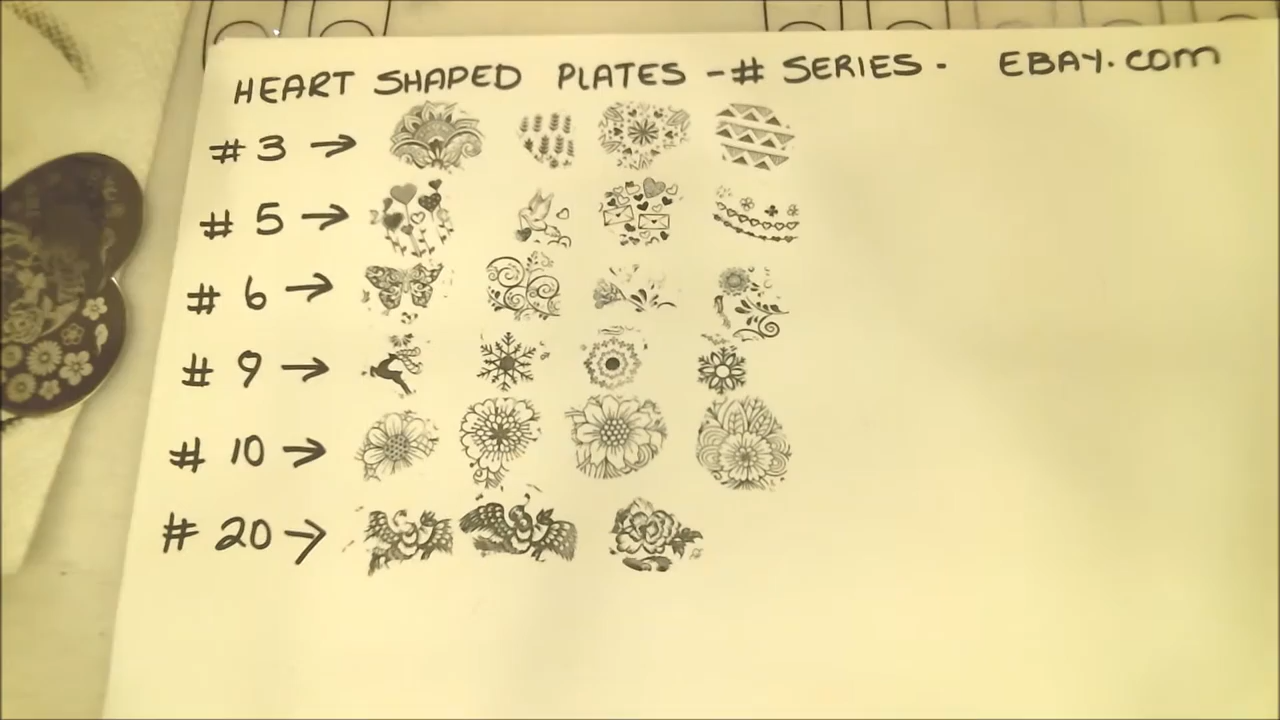 HEART SHAPED PLATES - # SERIES - EBAY.com
# 3 →
# 5 →
# 6 →
# 9 →
# 10 →
# 20 →